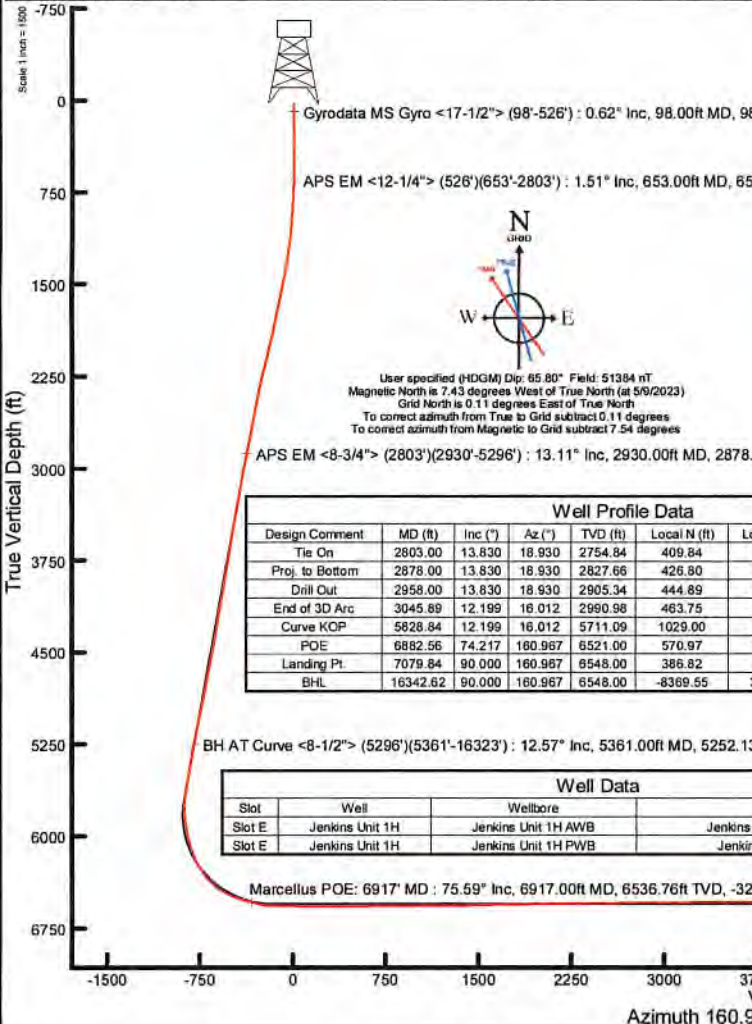 Scale 1 inch = 1500
-750
0
Gyrodata MS Gyro <17-1/2"> (98'-526') : 0.62° Inc, 98.00ft MD, 98
APS EM <12-1/4"> (526')(653'-2803') : 1.51° Inc, 653.00ft MD, 65
750
N
GRID
TRUE
MAG
1500
W E
User specified (HDGM) Dip: 65.80° Field: 51384 nT
Magnetic North is 7.43 degrees West of True North (at 5/9/2023)
Grid North is 0.11 degrees East of True North
To correct azimuth from True to Grid subtract 0.11 degrees
To correct azimuth from Magnetic to Grid subtract 7.54 degrees
2250
True Vertical Depth (ft)
3000
APS EM <8-3/4"> (2803')(2930'-5296') : 13.11° Inc, 2930.00ft MD, 2878.
Well Profile Data
Design Comment MD (ft) Inc (°) Az (°) TVD (ft) Local N (ft) Lo
Tie On 2803.00 13.830 18.930 2754.84 409.84
Proj. to Bottom 2878.00 13.830 18.930 2827.66 426.80
Drill Out 2958.00 13.830 18.930 2905.34 444.89
End of 3D Arc 3045.89 12.199 16.012 2990.98 463.75
Curve KOP 5828.84 12.199 16.012 5711.09 1029.00
POE 6882.56 74.217 160.967 6521.00 570.97
Landing Pt. 7079.84 90.000 160.967 6548.00 386.82
BHL 16342.62 90.000 160.967 6548.00 -8369.55
3750
4500
5250
BH AT Curve <8-1/2"> (5296')(5361'-16323') : 12.57° Inc, 5361.00ft MD, 5252.13
Well Data
Slot Well Wellbore
Slot E Jenkins Unit 1H Jenkins Unit 1H AWB Jenkins
Slot E Jenkins Unit 1H Jenkins Unit 1H PWB Jenkin
6000
Marcellus POE: 6917' MD : 75.59° Inc, 6917.00ft MD, 6536.76ft TVD, -32
6750
-1500 -750 0 750 1500 2250 3000 37
Azimuth 160.9